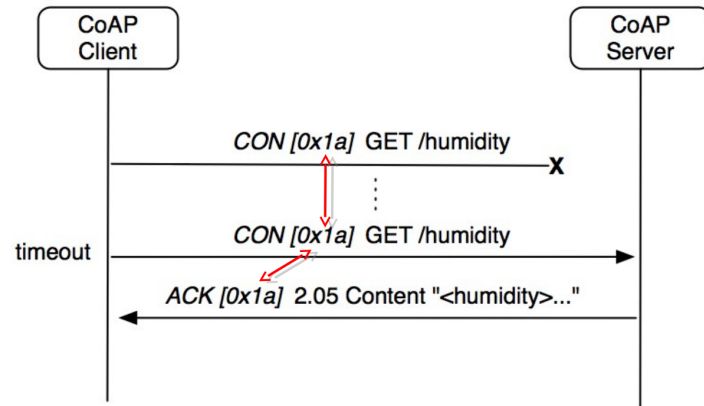 CoAP
Client
CoAP
Server
CON [0x1a] GET /humidity
X
timeout
CON [0x1a] GET /humidity
ACK [0x1a] 2.05 Content "<humidity>..."